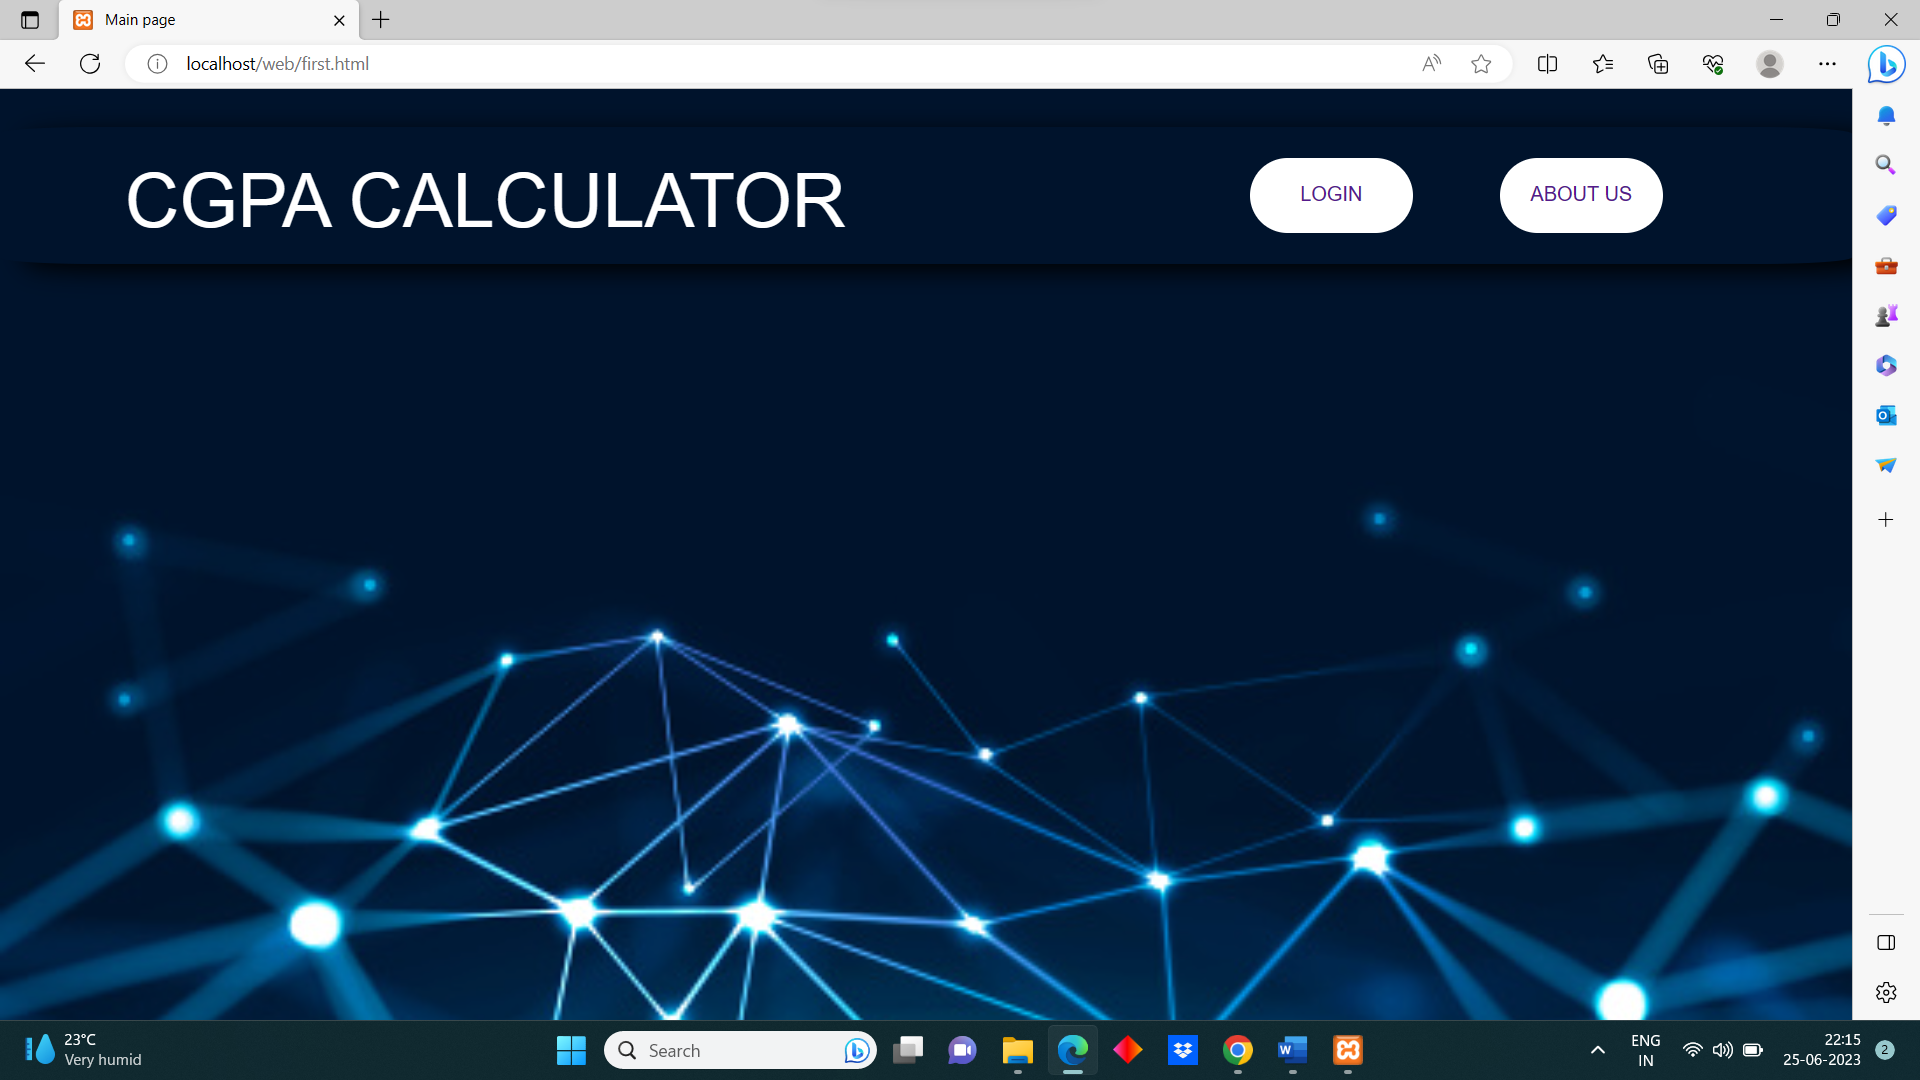 Main page
localhost/web/first.html
CGPA CALCULATOR
LOGIN
ABOUT US
23°C
Very humid
Search
ENG
IN
22:15
25-06-2023
2